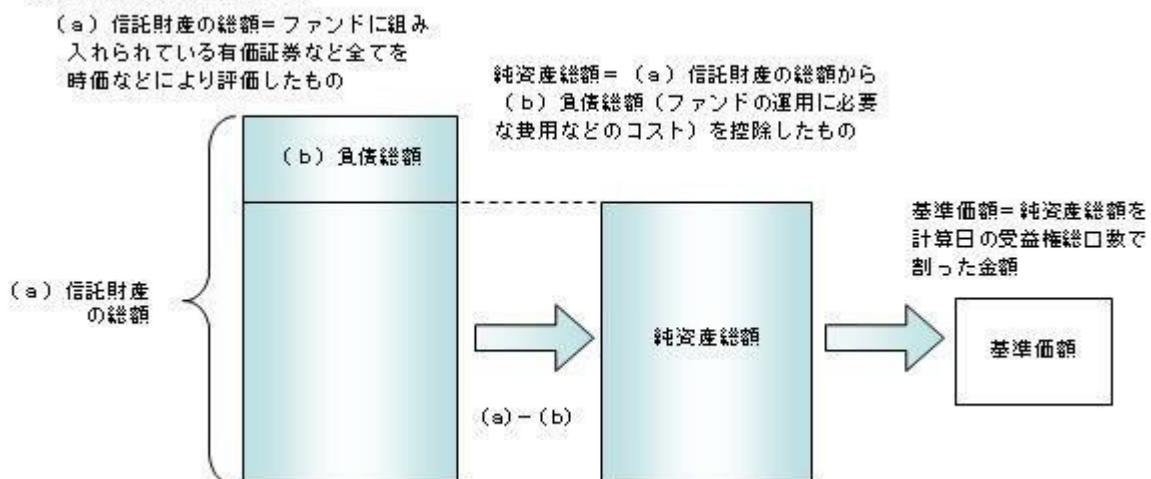 (a)信託財産の総額=ファンドに組み
入れられている有価証券など全てを
時価などにより評価したもの
純資産総額=(a)信託財産の総額から
(b)負債総額(ファンドの運用に必要
な費用などのコスト)を控除したもの
(b)負債総額
基準価額=純資産総額を
計算日の受益権総口数で
割った金額
(a)信託財産
の総額
純資産総額
基準価額
(a)-(b)